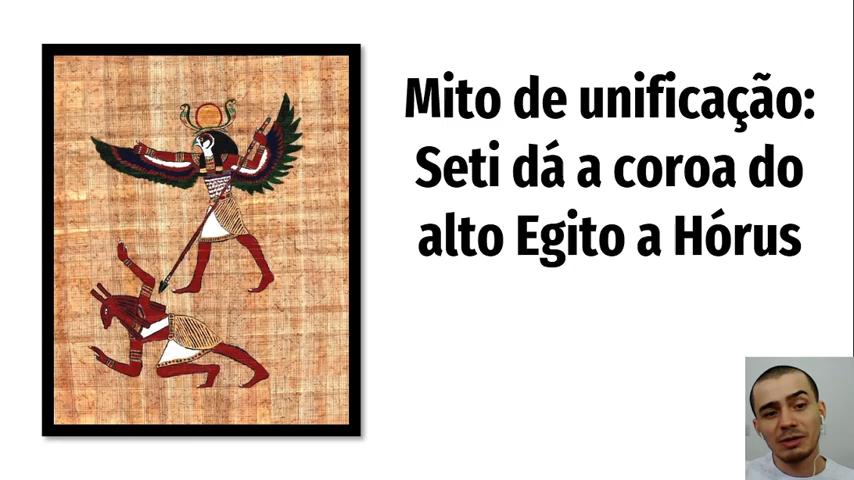 Mito de unificação:
Seti dá a coroa do
alto Egito a Hórus